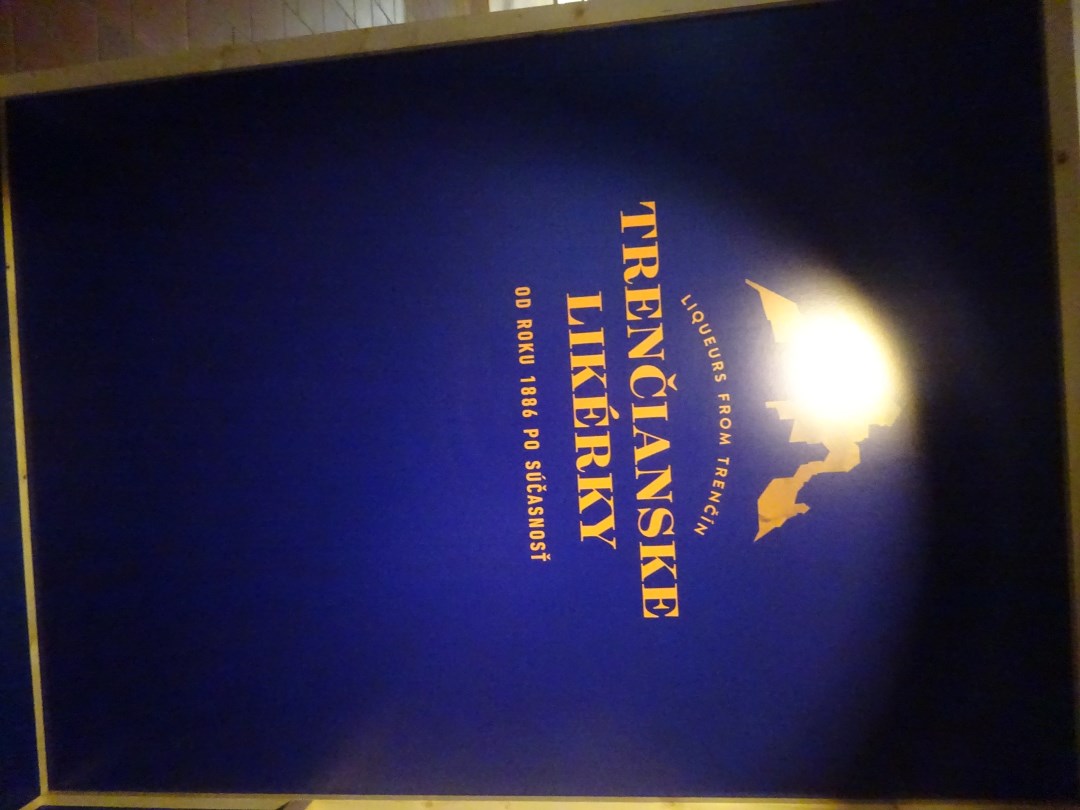 LIQUEURS FROM TRENČÍN
TRENČIANSKE
LIKÉRKY
OD ROKU 1886 PO SÚČASNOSŤ